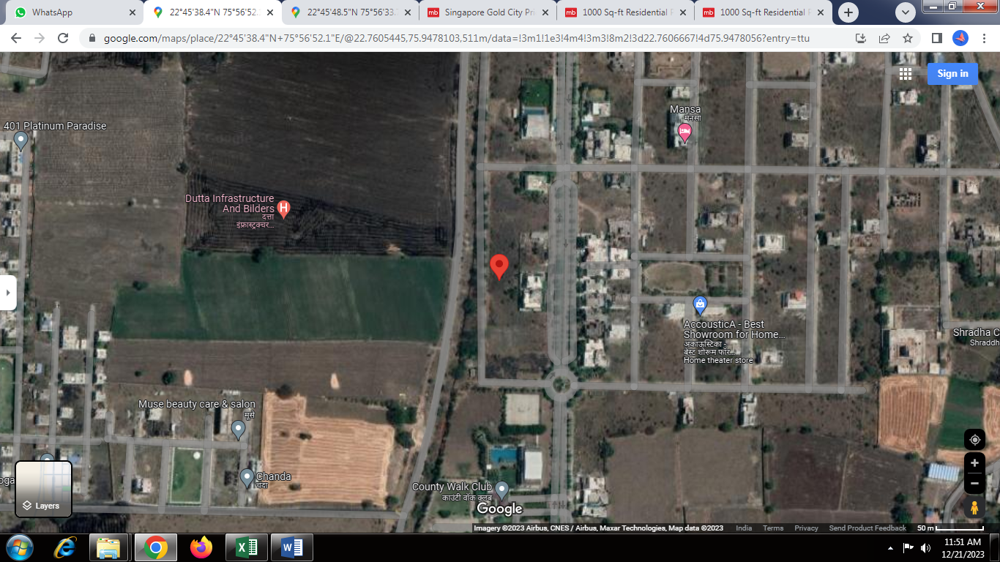 WhatsApp
22°45'38.4"N 75°56'52.
22°45'48.5"N 75°56'33.
Singapore Gold City Pri
1000 Sq-ft Residential P
1000 Sq-ft Residential P
google.com/maps/place/22°45'38.4"N+75°56'52.1"E/@22.7605445,75.9478103,511m/data=!3m1!1e3!4m4!3m3!8m2!3d22.7606667!4d75.9478056?entry=ttu
Sign in
Mansa
मनसा
401 Platinum Paradise
Dutta Infrastructure
And Bilders
दत्ता
इंफ्रास्ट्रक्चर...
AccousticA - Best
Showroom for Home...
अकाऊस्टिका -
बेस्ट शोरूम फॉर...
Home theater store
Shradha C
Shraddh
Muse beauty care & salon
मूसे
Chanda
चंदा
oga
County Walk Club
काउंटी वॉक क्लब
Layers
Google
Imagery ©2023 Airbus, CNES / Airbus, Maxar Technologies, Map data ©2023 India Terms Privacy Send Product Feedback 50 m
11:51 AM
12/21/2023